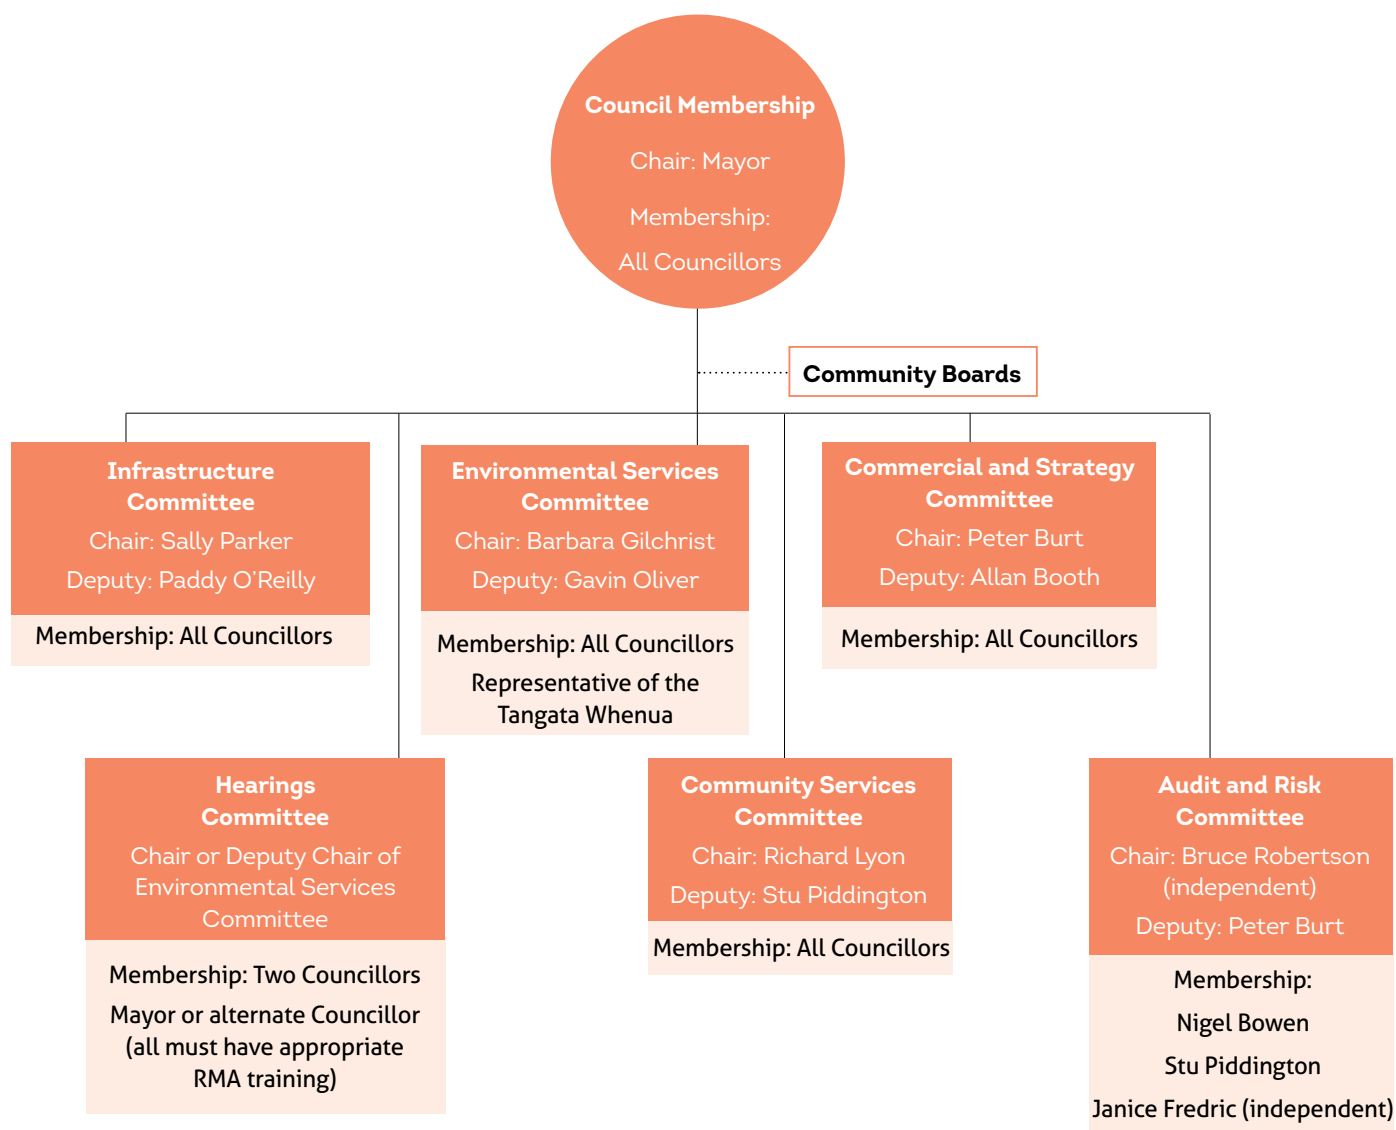 Council Membership
Chair: Mayor
Membership:
All Councillors
Community Boards
Infrastructure
Committee
Chair: Sally Parker
Deputy: Paddy O'Reilly
Membership: All Councillors
Environmental Services
Committee
Chair: Barbara Gilchrist
Deputy: Gavin Oliver
Membership: All Councillors
Representative of the
Tangata Whenua
Commercial and Strategy
Committee
Chair: Peter Burt
Deputy: Allan Booth
Membership: All Councillors
Hearings
Committee
Chair or Deputy Chair of
Environmental Services
Committee
Membership: Two Councillors
Mayor or alternate Councillor
(all must have appropriate
RMA training)
Community Services
Committee
Chair: Richard Lyon
Deputy: Stu Piddington
Membership: All Councillors
Audit and Risk
Committee
Chair: Bruce Robertson
(independent)
Deputy: Peter Burt
Membership:
Nigel Bowen
Stu Piddington
Janice Fredric (independent)